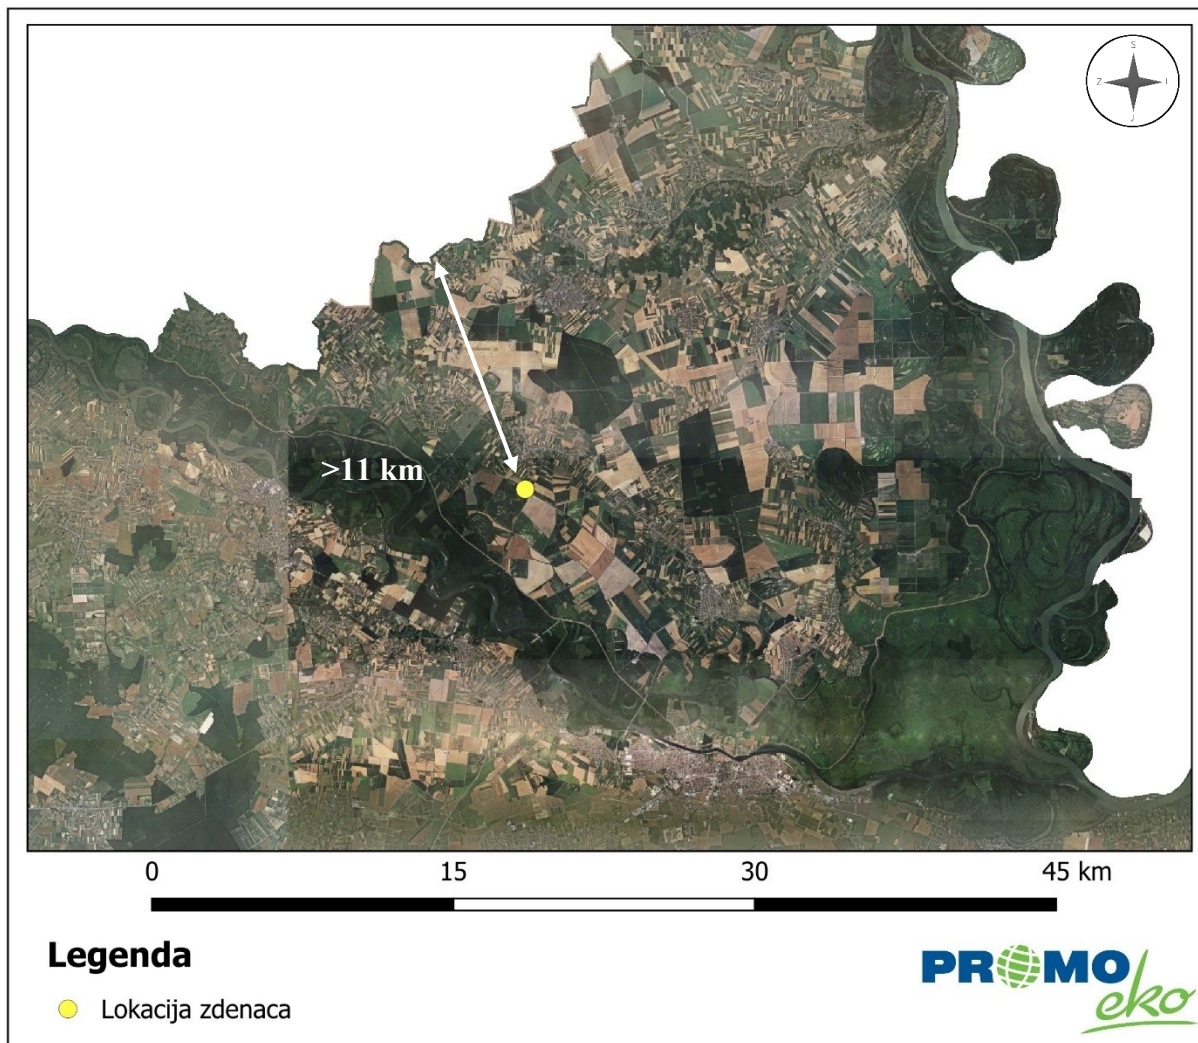 S
Z I
J
>11 km
0 15 30 45 km
Legenda
Lokacija zdenaca
PROMO
eko